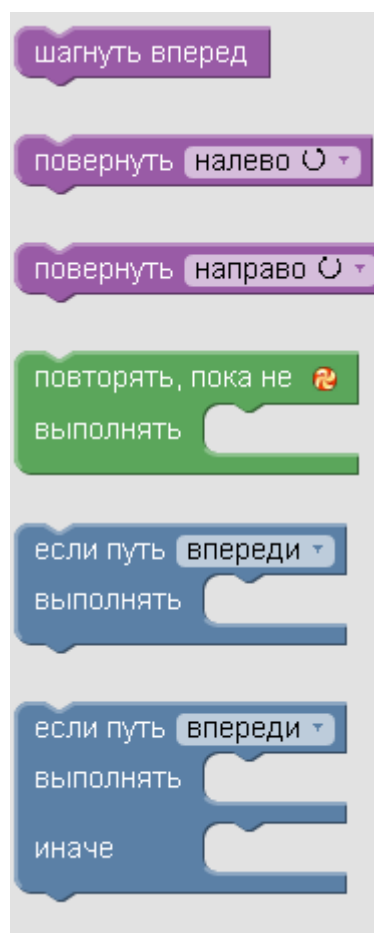 шагнуть вперед
повернуть налево
повернуть направо
повторять, пока не
выполнять
если путь впереди
выполнять
если путь впереди
выполнять
иначе